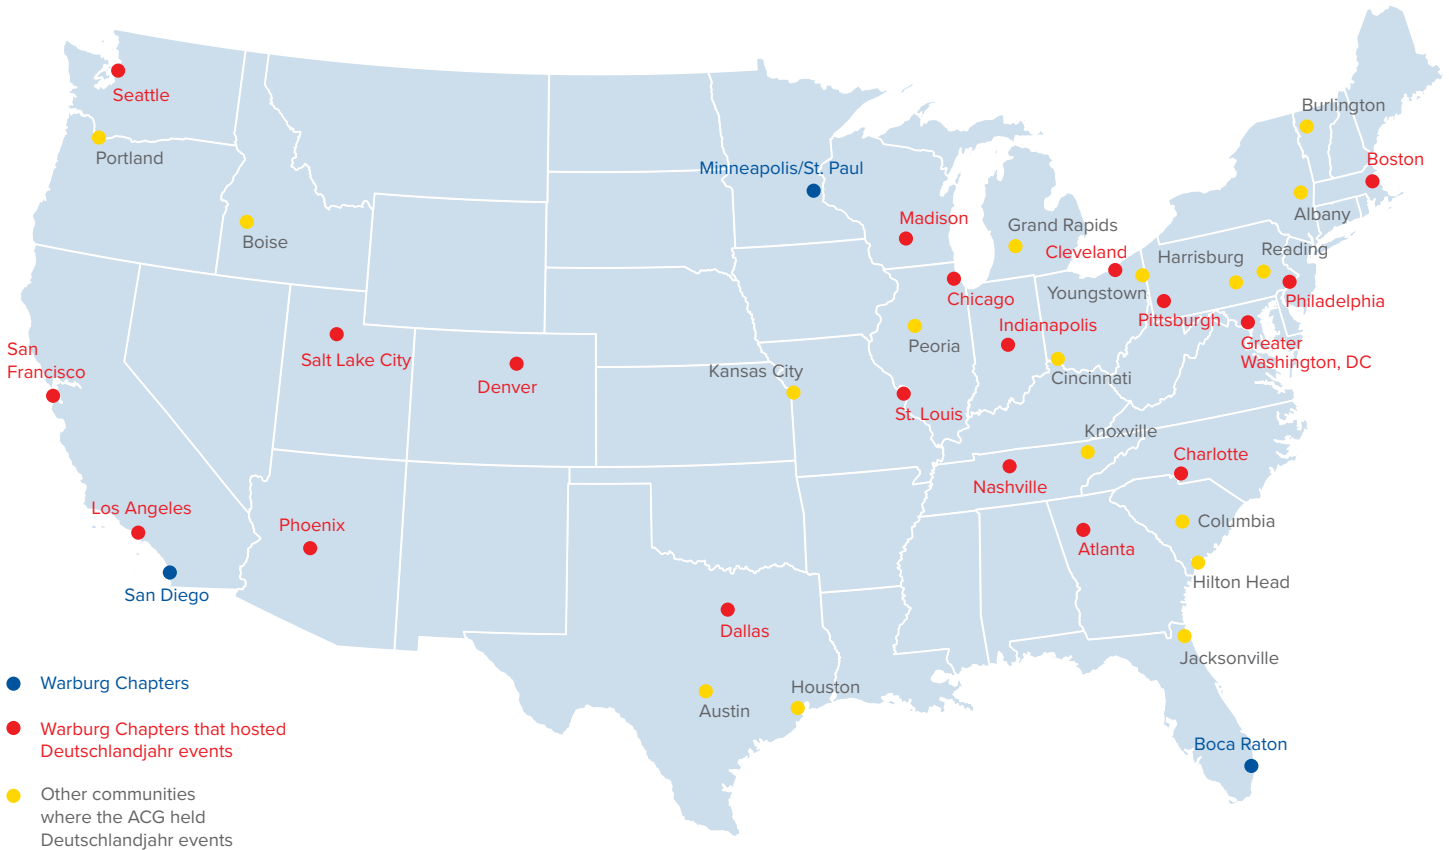 Burlington
Seattle
Boston
Portland
Minneapolis/St. Paul
Madison
Albany
Grand Rapids
Boise
Cleveland
Harrisburg
Reading
Youngstown
Chicago
Philadelphia
Indianapolis
Pittsburgh
Greater
Washington, DC
San
Francisco
Salt Lake City
Peoria
Denver
Kansas City
Cincinnati
St. Louis
Knoxville
Charlotte
Nashville
Los Angeles
Phoenix
Columbia
Atlanta
Hilton Head
San Diego
Dallas
Jacksonville
Houston
Austin
Boca Raton
Warburg Chapters
Warburg Chapters that hosted
Deutschlandjahr events
Other communities
where the ACG held
Deutschlandjahr events